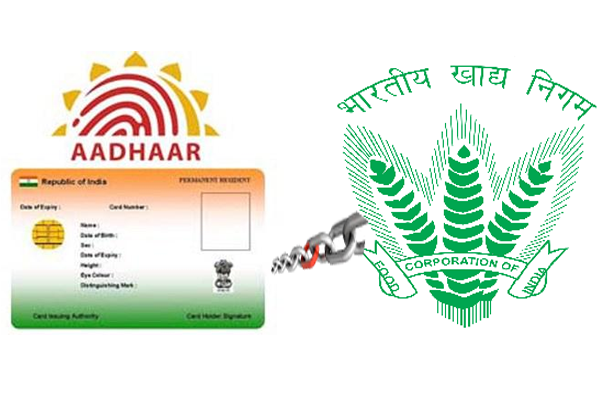 AADHAAR
Republic of India
PERMANENT RESIDENT
Date of Expiry :
Card Number :
Name :
Date of Birth :
Sex :
Date of Expiry :
Height :
Eye Colour :
Distinguishing Mark :
Card Issuing Authority
Card Holder Signature
भारतीय खाद्य निगम
FOOD CORPORATION OF INDIA